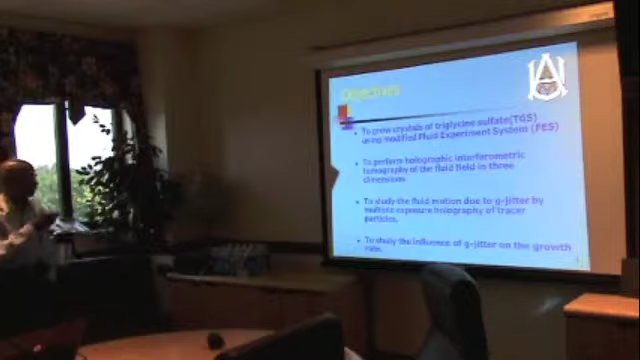 Objectives
• To grow crystals of triglycine sulfate(TGS)
using modified Fluid Experiment System (FES)
• To perform holographic interferometric
tomography of the fluid field in three
dimensions
• To study the fluid motion due to g-jitter by
multiple exposure holography of tracer
particles.
• To study the influence of g-jitter on the growth
rate.